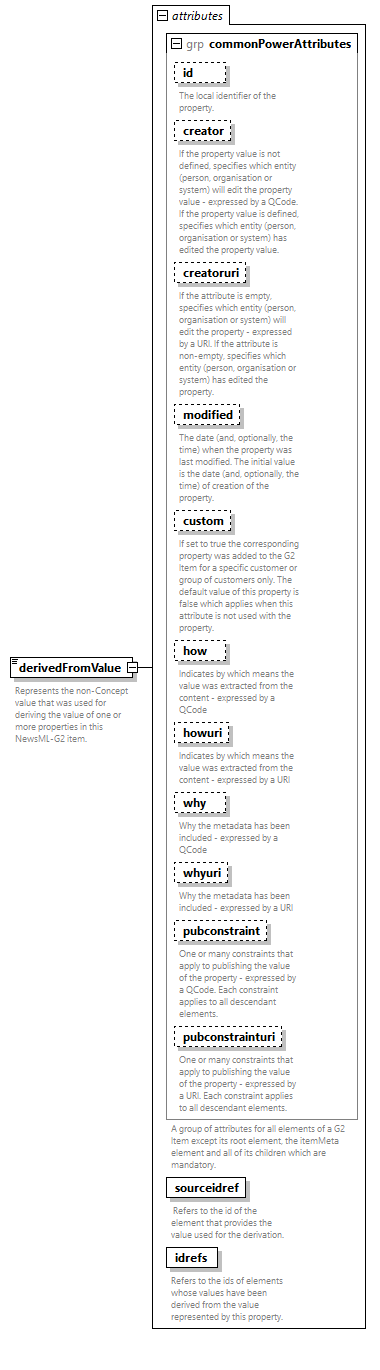 attributes
grp commonPowerAttributes
id
The local identifier of the
property.
creator
If the property value is not
defined, specifies which entity
(person, organisation or
system) will edit the property
value - expressed by a QCode.
If the property value is defined,
specifies which entity (person,
organisation or system) has
edited the property value.
creatoruri
If the attribute is empty,
specifies which entity (person,
organisation or system) will
edit the property - expressed
by a URI. If the attribute is
non-empty, specifies which
entity (person, organisation or
system) has edited the
property.
modified
The date (and, optionally, the
time) when the property was
last modified. The initial value
is the date (and, optionally, the
time) of creation of the
property.
custom
If set to true the corresponding
property was added to the G2
Item for a specific customer or
group of customers only. The
default value of this property is
false which applies when this
attribute is not used with the
property.
how
Indicates by which means the
value was extracted from the
content - expressed by a
QCode
derivedFromValue
Represents the non-Concept
value that was used for
deriving the value of one or
more properties in this
NewsML-G2 item.
howuri
Indicates by which means the
value was extracted from the
content - expressed by a URI
why
Why the metadata has been
included - expressed by a
QCode
whyuri
Why the metadata has been
included - expressed by a URI
pubconstraint
One or many constraints that
apply to publishing the value
of the property - expressed by
a QCode. Each constraint
applies to all descendant
elements.
pubconstrainturi
One or many constraints that
apply to publishing the value
of the property - expressed by
a URI. Each constraint applies
to all descendant elements.
A group of attributes for all elements of a G2
Item except its root element, the itemMeta
element and all of its children which are
mandatory.
sourceidref
Refers to the id of the
element that provides the
value used for the derivation.
idrefs
Refers to the ids of elements
whose values have been
derived from the value
represented by this property.